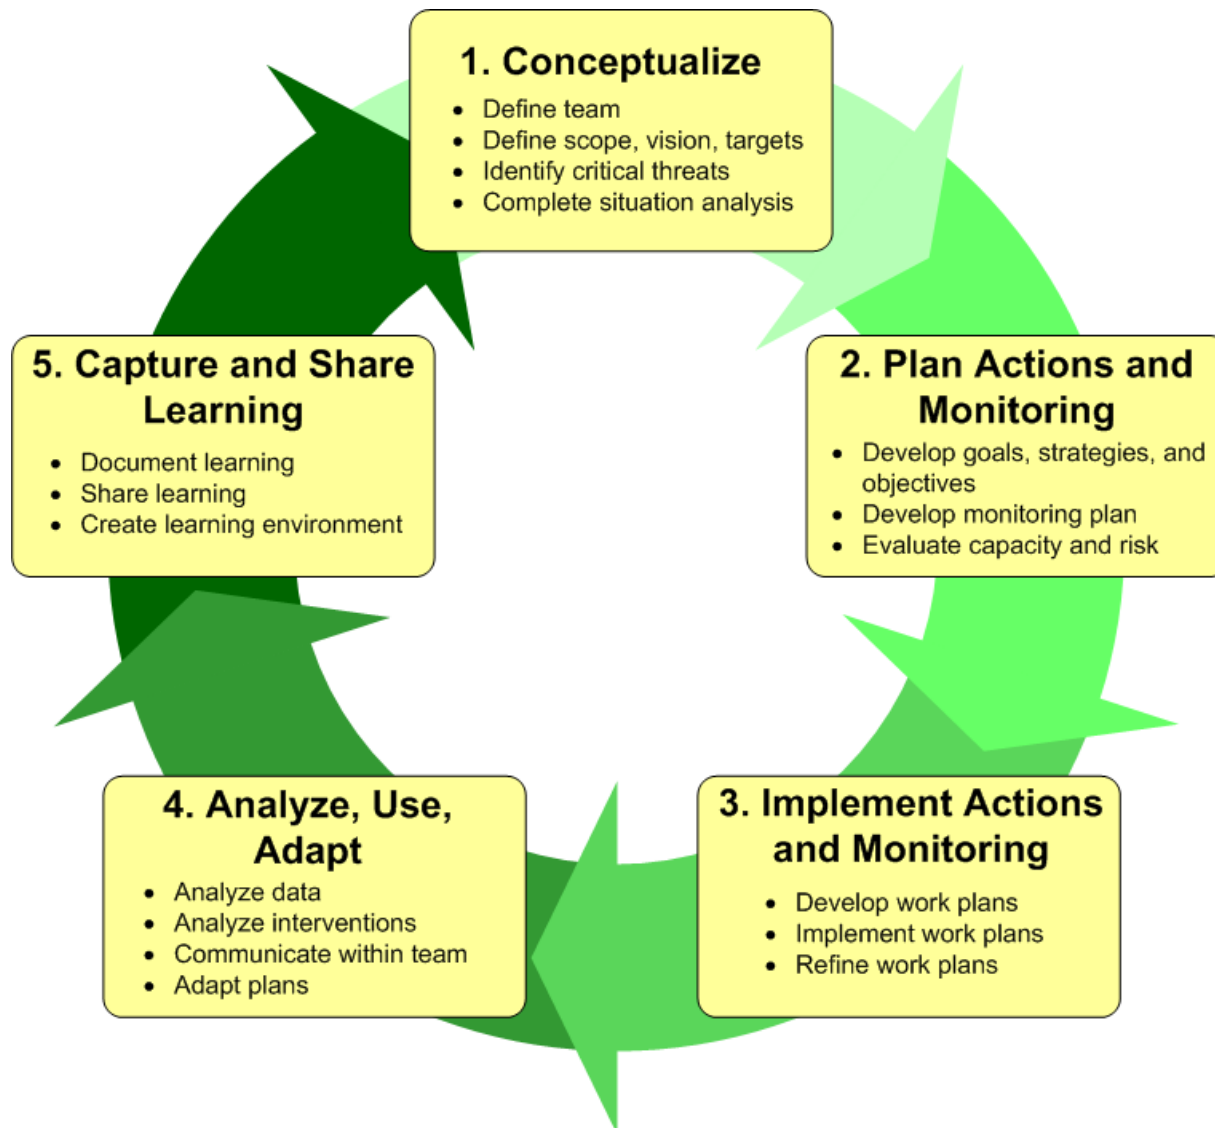 1. Conceptualize
• Define team
• Define scope, vision, targets
• Identify critical threats
• Complete situation analysis
2. Plan Actions and
Monitoring
• Develop goals, strategies, and
objectives
• Develop monitoring plan
• Evaluate capacity and risk
3. Implement Actions
and Monitoring
• Develop work plans
• Implement work plans
• Refine work plans
4. Analyze, Use,
Adapt
• Analyze data
• Analyze interventions
• Communicate within team
• Adapt plans
5. Capture and Share
Learning
• Document learning
• Share learning
• Create learning environment